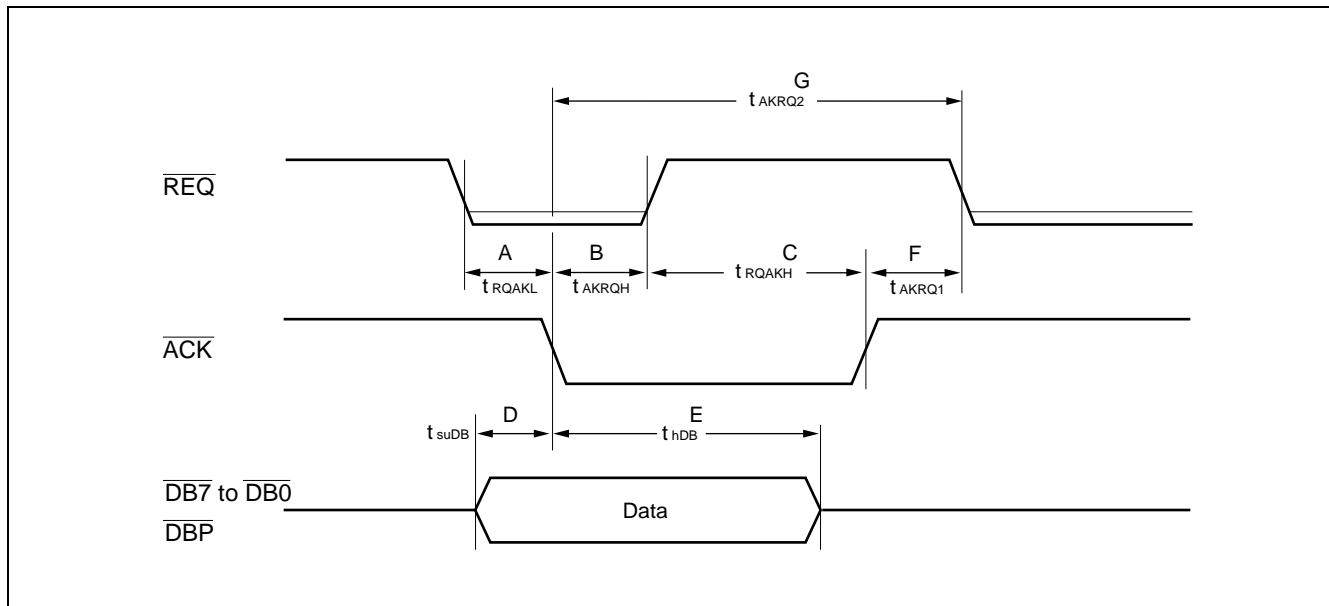 G
t AKRQ2
REQ
A B C F
t RQAKL t AKRQH t RQAKH t AKRQ1
ACK
D E
t suDB t hDB
DB7 to DB0
Data
DBP